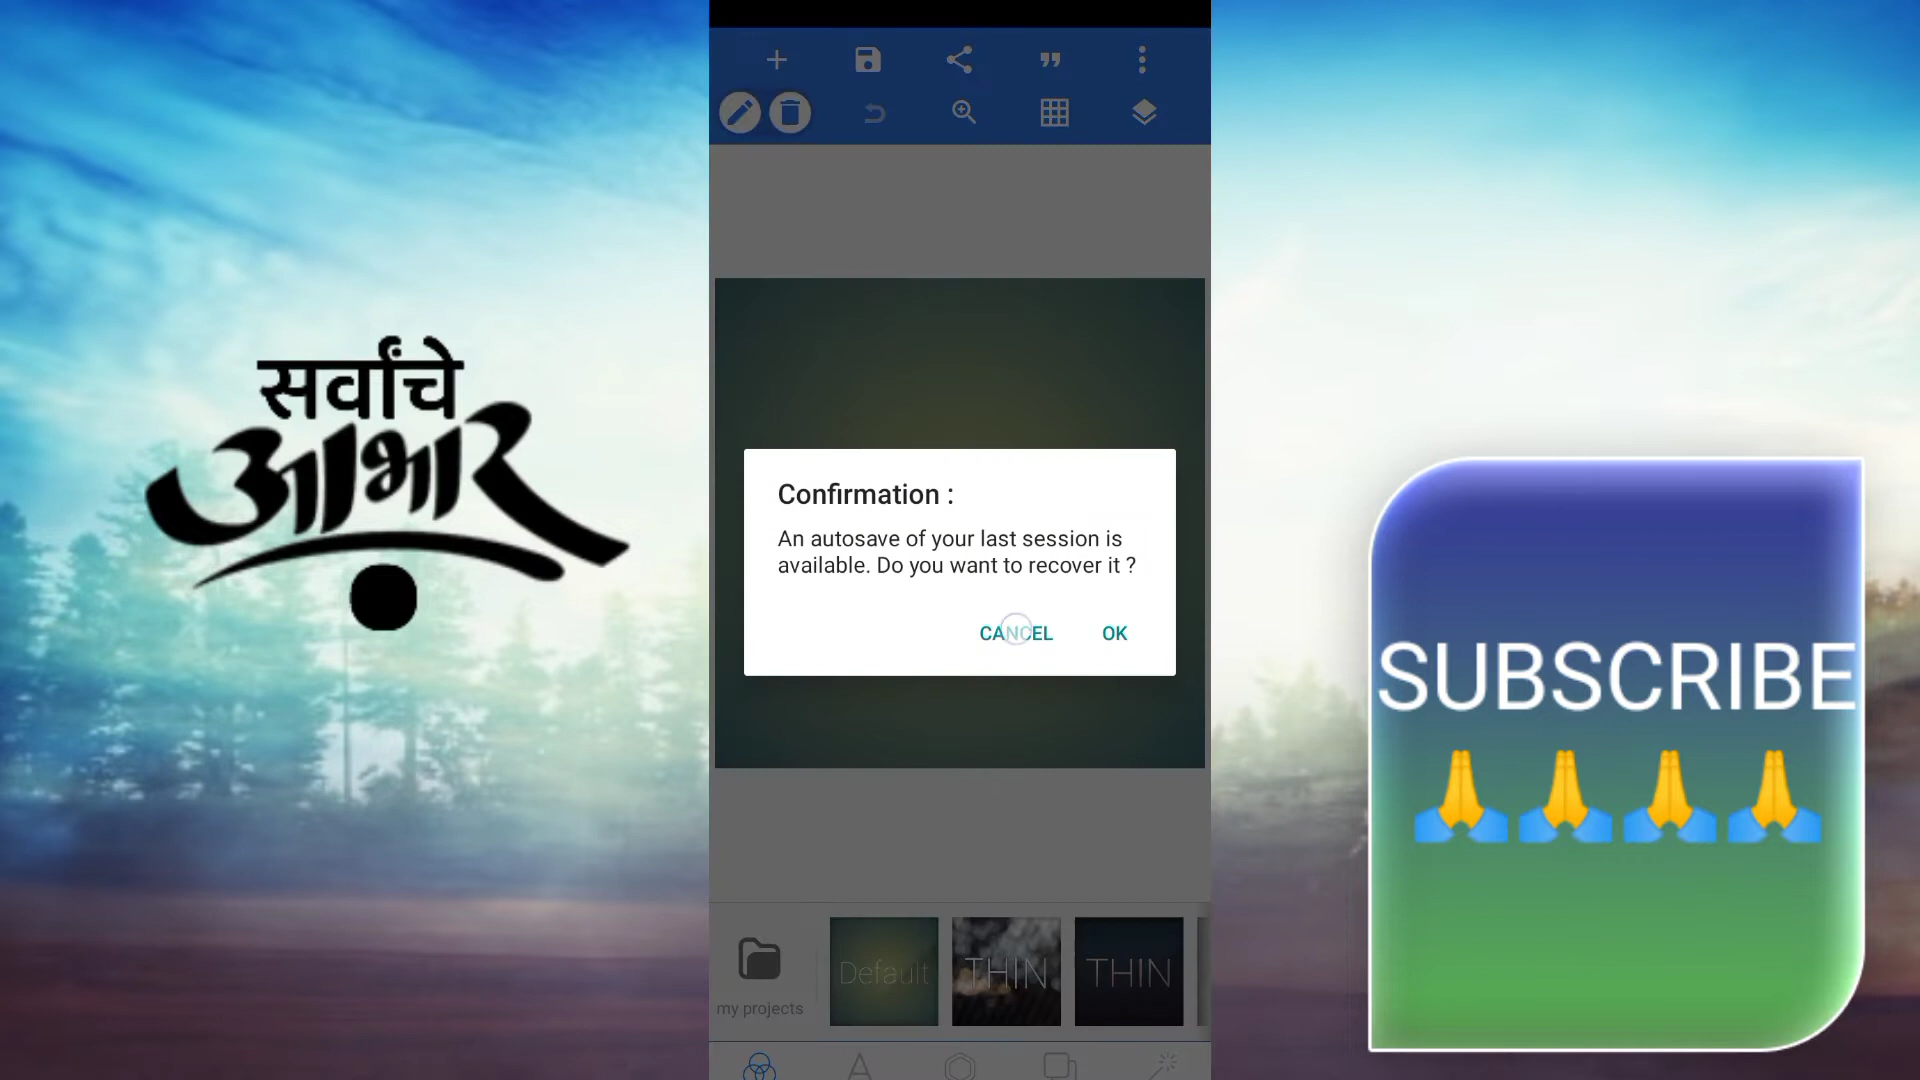 सर्वांचे
आभार
Confirmation :
An autosave of your last session is
available. Do you want to recover it ?
CANCEL OK
my projects
Default
THIN
THIN
SUBSCRIBE
🙏🙏🙏🙏